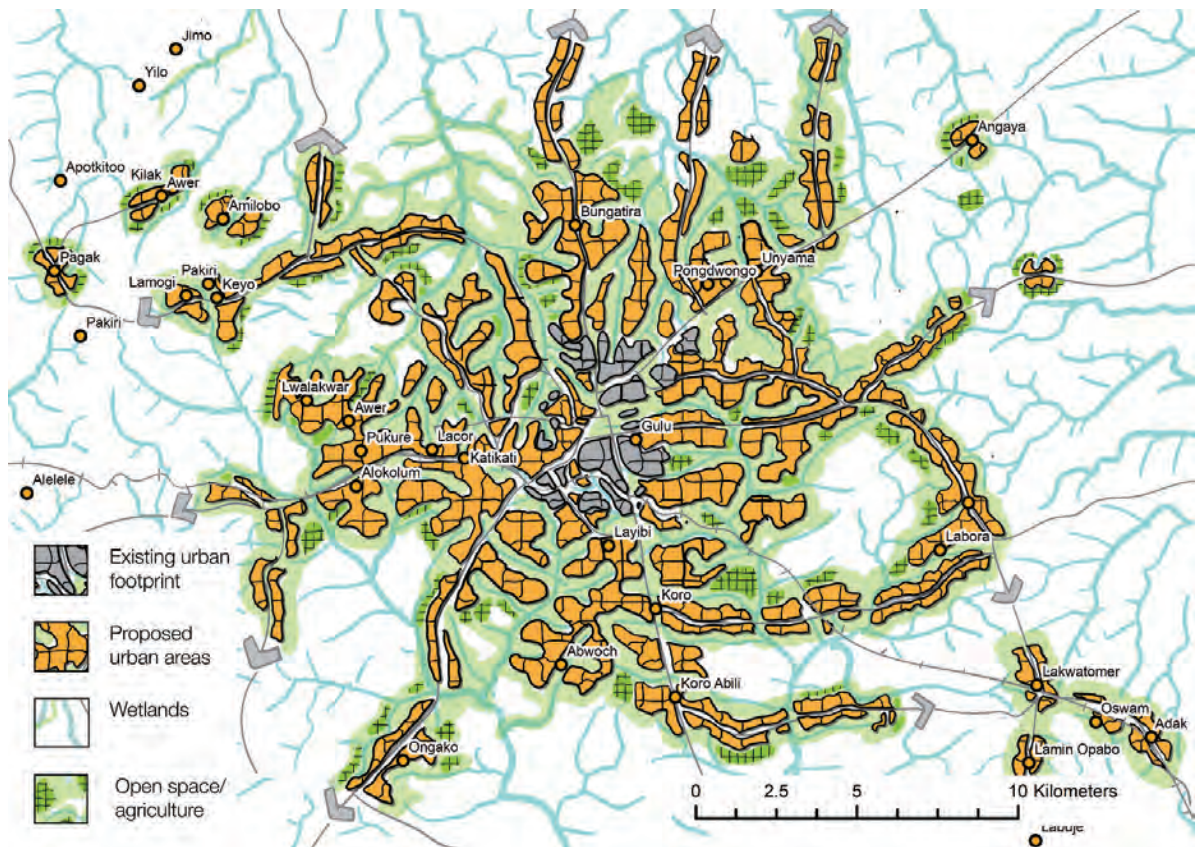 Jimo
Yilo
Angaya
Apotkitoo
Kilak
Awer
Amilobo
Bungatira
Unyama
Pongdwongo
Pagak
Pakiri
Lamogi
Keyo
Pakiri
Lwalakwar
Awer
Gulu
Pukure
Lacor
Katikati
Alokolum
Alelele
Layibi
Labora
Koro
Abwoch
Koro Abili
Lakwatomer
Oswam
Adak
Ongako
Lamin Opabo
Existing urban
footprint
Proposed
urban areas
Wetlands
Open space/
agriculture
0 2.5 5 10 Kilometers